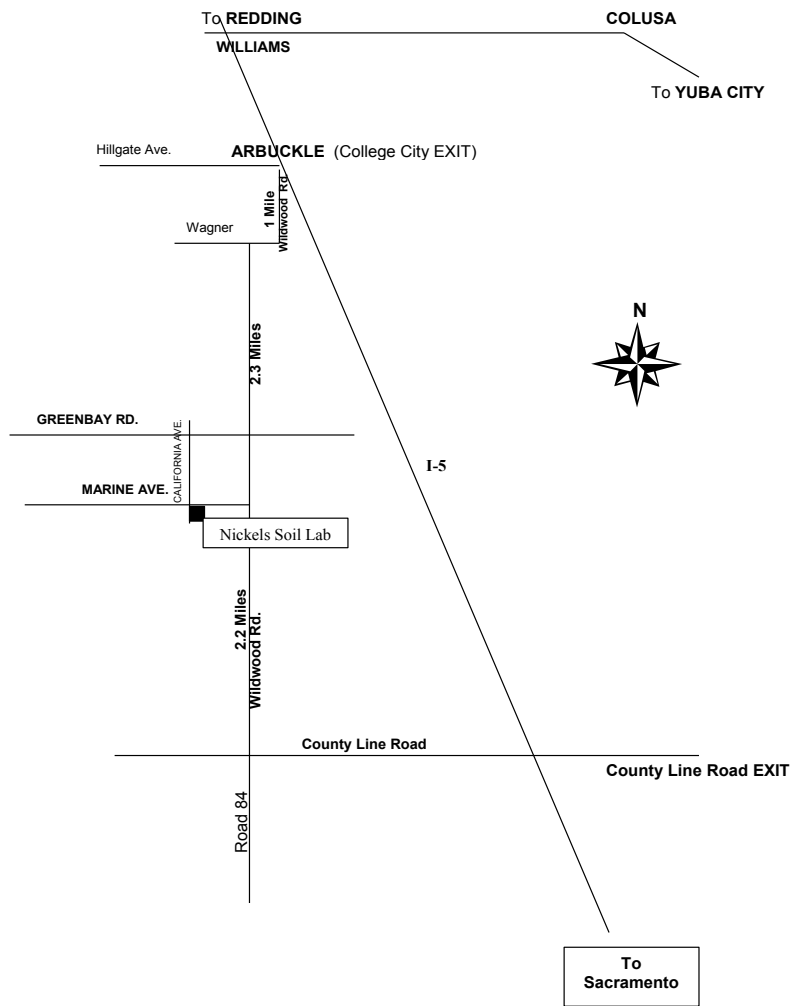 To REDDING
COLUSA
WILLIAMS
To YUBA CITY
Hillgate Ave.
ARBUCKLE (College City EXIT)
1 Mile
Wildwood Rd.
Wagner
N
2.3 Miles
GREENBAY RD.
CALIFORNIA AVE.
I-5
MARINE AVE.
Nickels Soil Lab
2.2 Miles
Wildwood Rd.
County Line Road
County Line Road EXIT
Road 84
To
Sacramento